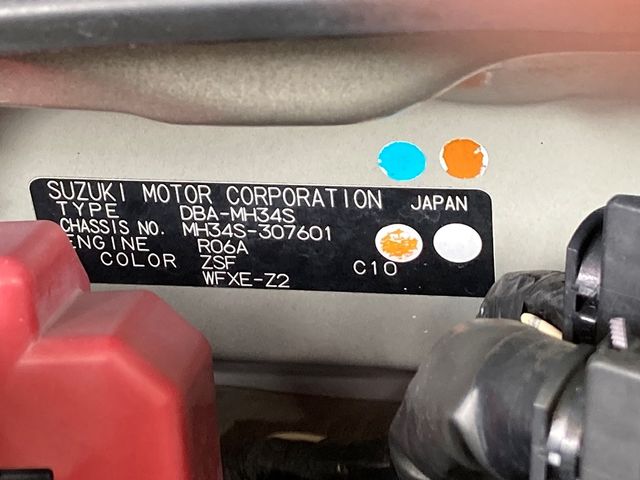 SUZUKI MOTOR CORPORATION JAPAN
TYPE DBA-MH34S
CHASSIS NO. MH34S-307601
ENGINE R06A
COLOR ZSF C10
WFXE-Z2